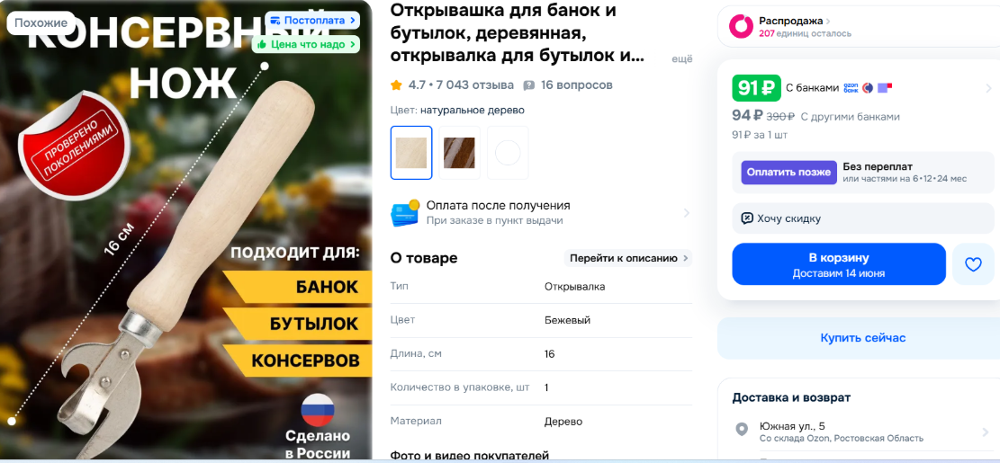 Похожие
Постоплата
Цена что надо
КОНСЕРВНЫЙ
НОЖ
ПРОВЕРЕНО
ПОКОЛЕНИЯМИ
16 см
ПОДХОДИТ ДЛЯ:
БАНОК
БУТЫЛОК
КОНСЕРВОВ
Сделано
в России
Открывашка для банок и
бутылок, деревянная,
открывалка для бутылок и...
ещё
4.7 • 7 043 отзыва 16 вопросов
Цвет: натуральное дерево
Оплата после получения
При заказе в пункт выдачи
О товаре
Перейти к описанию
Тип Открывалка
Цвет Бежевый
Длина, см 16
Количество в упаковке, шт 1
Материал Дерево
Фото и видео покупателей
Распродажа
207 единиц осталось
91 ₽ С банками ozon банк
94 ₽ 390 ₽ С другими банками
91 ₽ за 1 шт
Оплатить позже
Без переплат
или частями на 6•12•24 мес
Хочу скидку
В корзину
Доставим 14 июня
Купить сейчас
Доставка и возврат
Южная ул., 5
Со склада Ozon, Ростовская Область